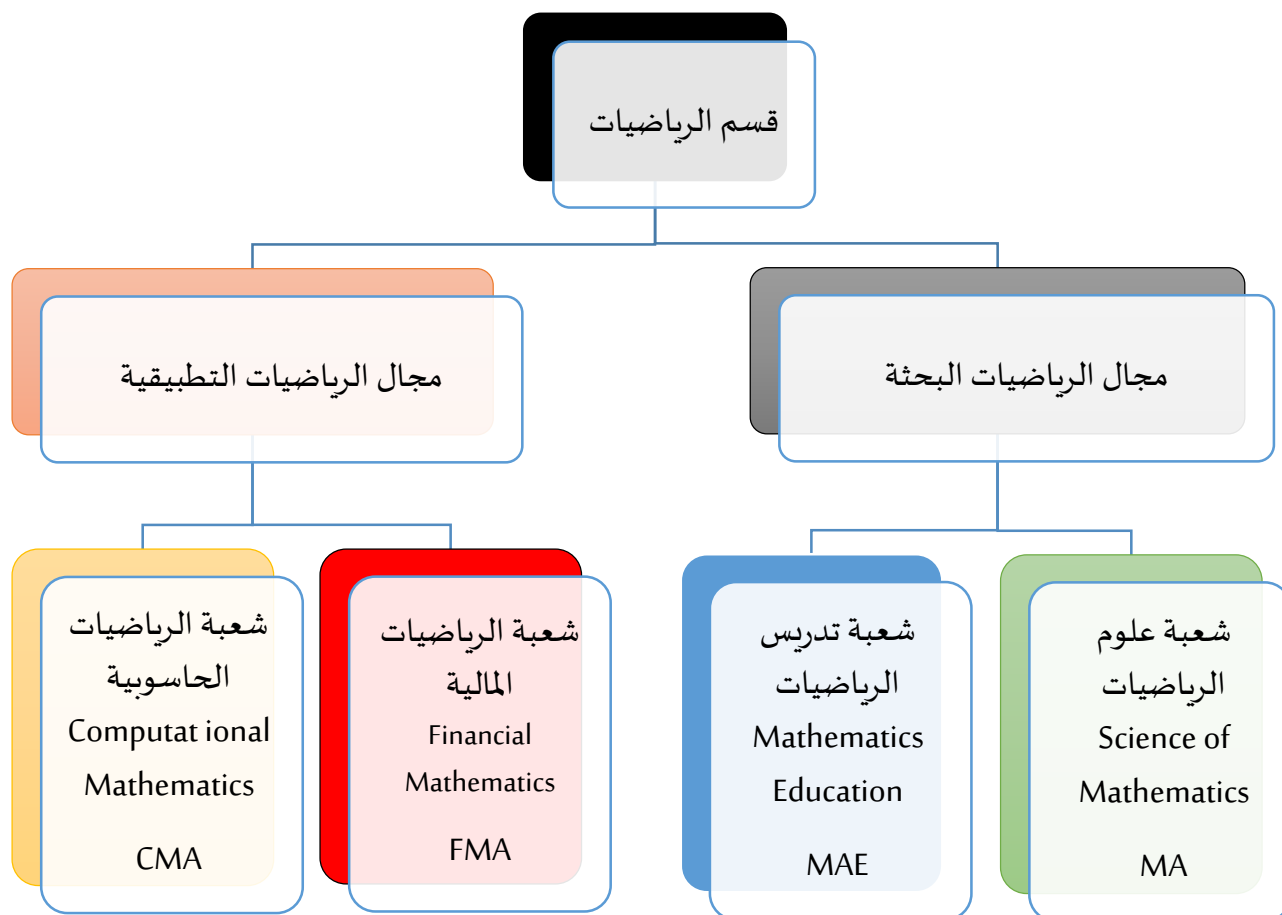 قسم الرياضيات
مجال الرياضيات البحثة
مجال الرياضيات التطبيقية
شعبة علوم
الرياضيات
Science of
Mathematics
MA
شعبة تدريس
الرياضيات
Mathematics
Education
MAE
شعبة الرياضيات
المالية
Financial
Mathematics
FMA
شعبة الرياضيات
الحاسوبية
Computat ional
Mathematics
CMA